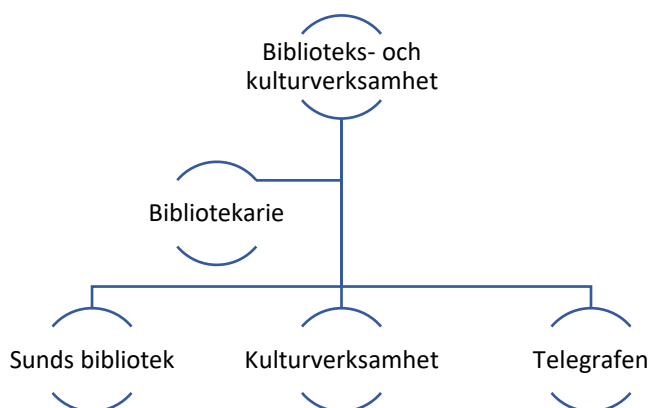 Biblioteks- och
kulturverksamhet
Bibliotekarie
Sunds bibliotek
Kulturverksamhet
Telegrafen